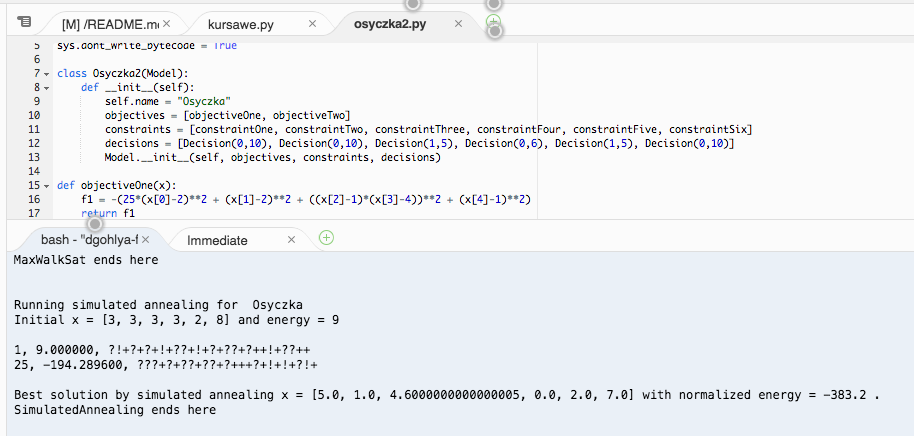 [M] /README.m
kursawe.py
osyczka2.py
5 sys.dont_write_bytecode = True
6
7 class Osyczka2(Model):
8 def __init__(self):
9 self.name = "Osyczka"
10 objectives = [objectiveOne, objectiveTwo]
11 constraints = [constraintOne, constraintTwo, constraintThree, constraintFour, constraintFive, constraintSix]
12 decisions = [Decision(0,10), Decision(0,10), Decision(1,5), Decision(0,6), Decision(1,5), Decision(0,10)]
13 Model.__init__(self, objectives, constraints, decisions)
14
15 def objectiveOne(x):
16 f1 = -(25*(x[0]-2)**2 + (x[1]-2)**2 + ((x[2]-1)*(x[3]-4))**2 + (x[4]-1)**2)
17 return f1
bash - "dgohlya-f
Immediate
MaxWalkSat ends here
Running simulated annealing for  Osyczka
Initial x = [3, 3, 3, 3, 2, 8] and energy = 9
1, 9.000000, ?!+?+?+!+??+!+?+??+?++!+??++
25, -194.289600, ???+?+??+??+?+++?+!+!+?!+
Best solution by simulated annealing x = [5.0, 1.0, 4.6000000000000005, 0.0, 2.0, 7.0] with normalized energy = -383.2 .
SimulatedAnnealing ends here